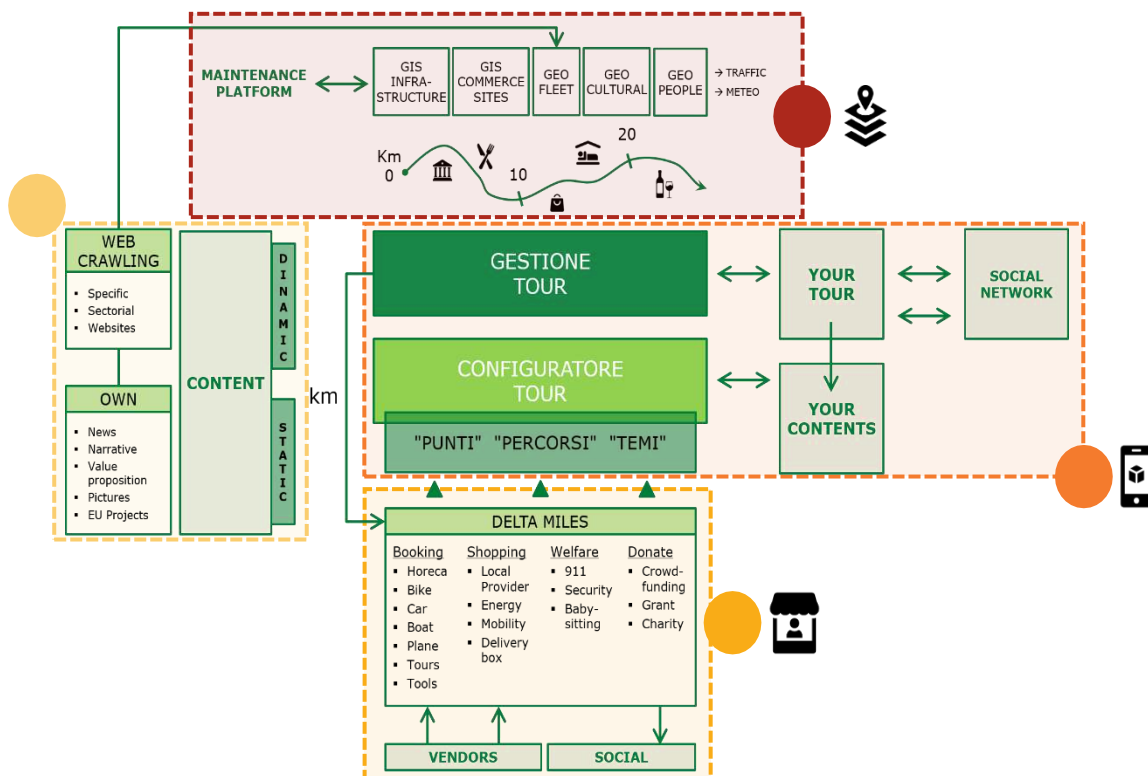 MAINTENANCE
PLATFORM
GIS
INFRA-
STRUCTURE
GIS
COMMERCE
SITES
GEO
FLEET
GEO
CULTURAL
GEO
PEOPLE
→ TRAFFIC
→ METEO
Km
0
10
20
WEB
CRAWLING
▪ Specific
▪ Sectorial
▪ Websites
OWN
▪ News
▪ Narrative
▪ Value
proposition
▪ Pictures
▪ EU Projects
CONTENT
DINAMIC
STATIC
km
GESTIONE
TOUR
CONFIGURATORE
TOUR
"PUNTI" "PERCORSI" "TEMI"
YOUR
TOUR
SOCIAL
NETWORK
YOUR
CONTENTS
DELTA MILES
Booking
▪ Horeca
▪ Bike
▪ Car
▪ Boat
▪ Plane
▪ Tours
▪ Tools
Shopping
▪ Local
Provider
▪ Energy
▪ Mobility
▪ Delivery
box
Welfare
▪ 911
▪ Security
▪ Baby-
sitting
Donate
▪ Crowd-
funding
▪ Grant
▪ Charity
VENDORS
SOCIAL